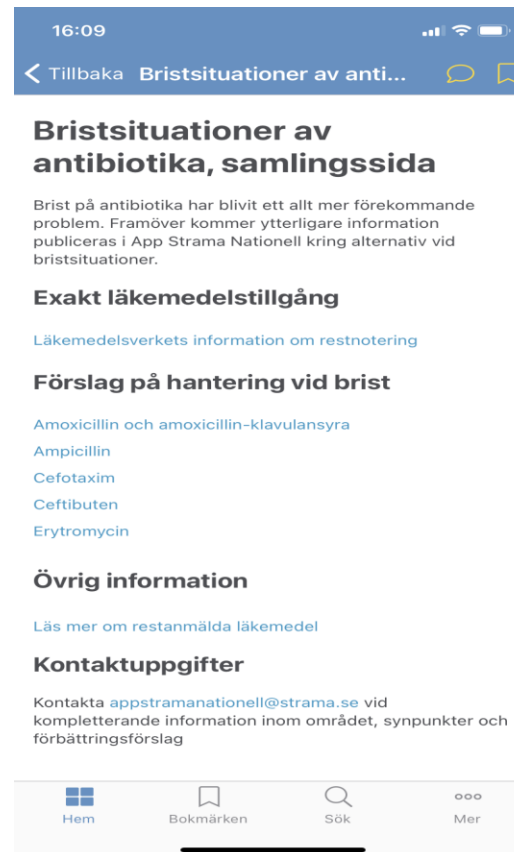 16:09
Tillbaka Bristsituationer av anti...
Bristsituationer av
antibiotika, samlingssida
Brist på antibiotika har blivit ett allt mer förekommande
problem. Framöver kommer ytterligare information
publiceras i App Strama Nationell kring alternativ vid
bristsituationer.
Exakt läkemedelstillgång
Läkemedelsverkets information om restnotering
Förslag på hantering vid brist
Amoxicillin och amoxicillin-klavulansyra
Ampicillin
Cefotaxim
Ceftibuten
Erytromycin
Övrig information
Läs mer om restanmälda läkemedel
Kontaktuppgifter
Kontakta appstramanationell@strama.se vid
kompletterande information inom området, synpunkter och
förbättringsförslag
Hem Bokmärken Sök Mer